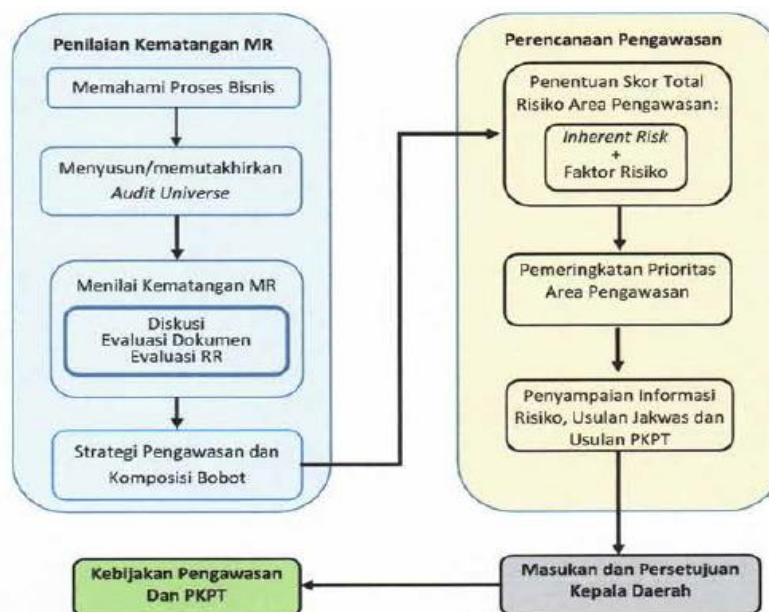 Penilaian Kematangan MR
Memahami Proses Bisnis
Menyusun/memutakhirkan
Audit Universe
Menilai Kematangan MR
Diskusi
Evaluasi Dokumen
Evaluasi RR
Strategi Pengawasan dan
Komposisi Bobot
Perencanaan Pengawasan
Penentuan Skor Total
Risiko Area Pengawasan:
Inherent Risk
+
Faktor Risiko
Pemeringkatan Prioritas
Area Pengawasan
Penyampaian Informasi
Risiko, Usulan Jakwas dan
Usulan PKPT
Masukan dan Persetujuan
Kepala Daerah
Kebijakan Pengawasan
Dan PKPT